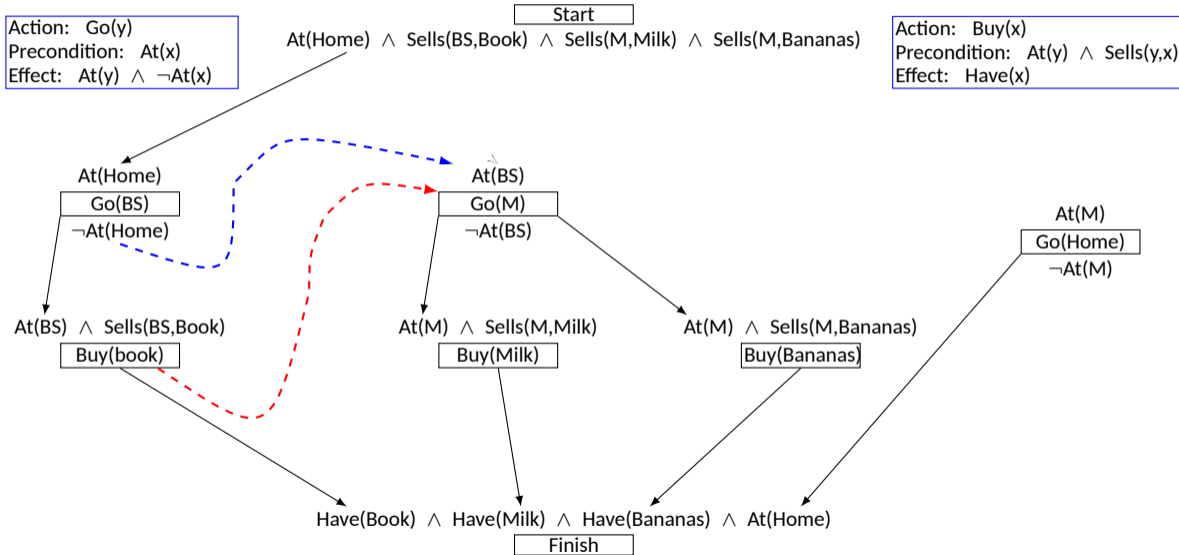 Start
At(Home) ∧ Sells(BS,Book) ∧ Sells(M,Milk) ∧ Sells(M,Bananas)
Action: Go(y)
Precondition: At(x)
Effect: At(y) ∧ ¬At(x)
Action: Buy(x)
Precondition: At(y) ∧ Sells(y,x)
Effect: Have(x)
At(Home)
Go(BS)
¬At(Home)
At(BS)
Go(M)
¬At(BS)
At(M)
Go(Home)
¬At(M)
At(BS) ∧ Sells(BS,Book)
Buy(book)
At(M) ∧ Sells(M,Milk)
Buy(Milk)
At(M) ∧ Sells(M,Bananas)
Buy(Bananas)
Have(Book) ∧ Have(Milk) ∧ Have(Bananas) ∧ At(Home)
Finish